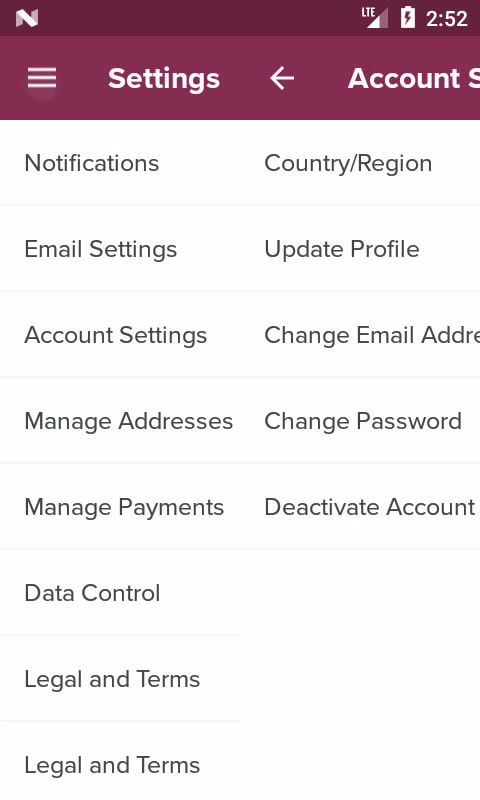 LTE 2:52
Settings
Account S
Notifications
Email Settings
Account Settings
Manage Addresses
Manage Payments
Data Control
Legal and Terms
Legal and Terms
Country/Region
Update Profile
Change Email Addre
Change Password
Deactivate Account